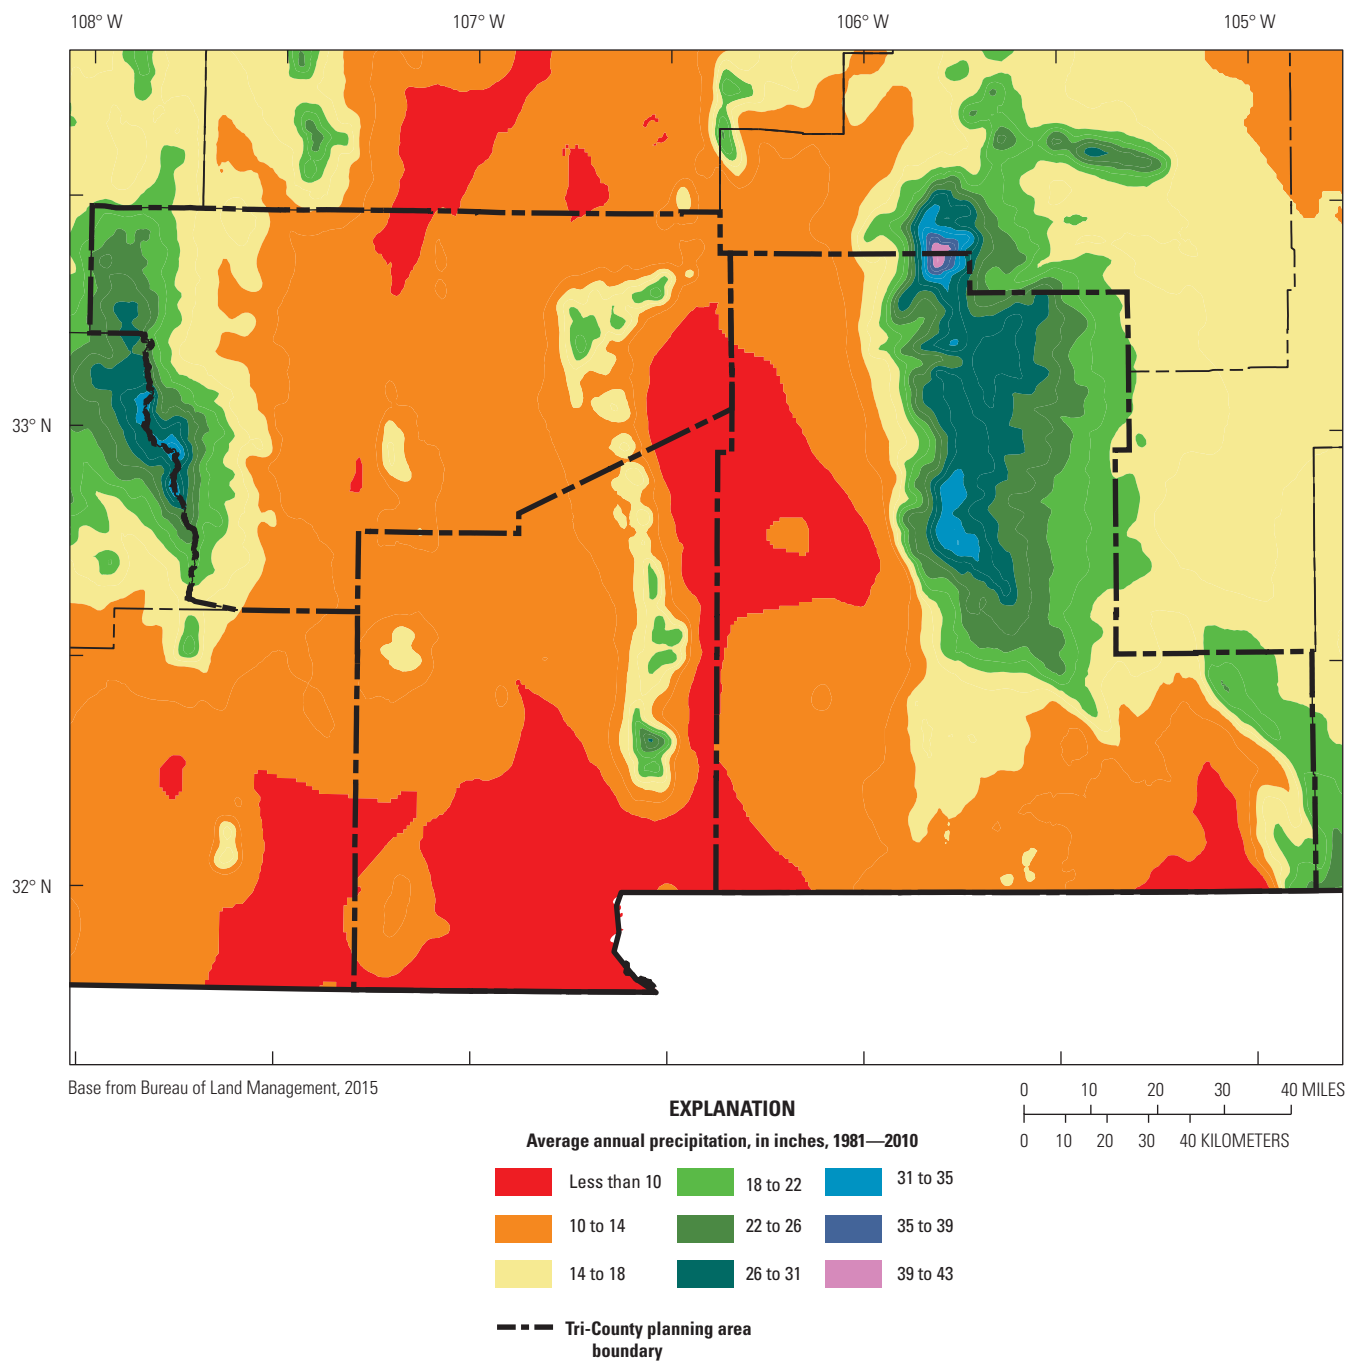 108° W
107° W
106° W
105° W
33° N
32° N
Base from Bureau of Land Management, 2015
0 10 20 30 40 MILES
0 10 20 30 40 KILOMETERS
EXPLANATION
Average annual precipitation, in inches, 1981—2010
Less than 10
10 to 14
14 to 18
18 to 22
22 to 26
26 to 31
31 to 35
35 to 39
39 to 43
Tri-County planning area
boundary